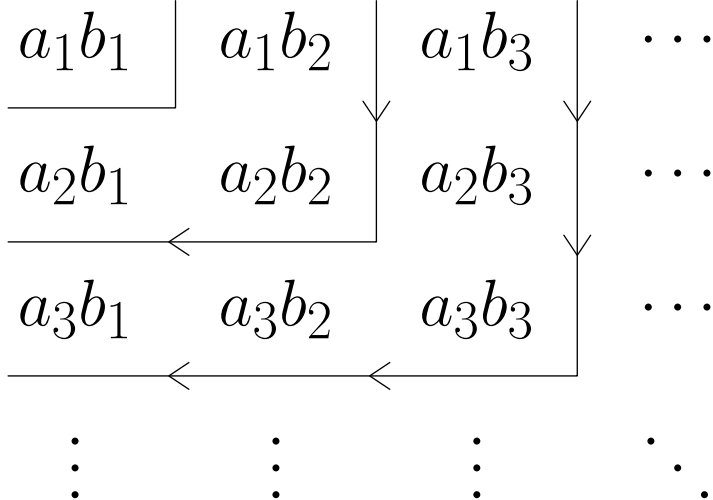 a₁b₁ a₁b₂ a₁b₃ ⋯
a₂b₁ a₂b₂ a₂b₃ ⋯
a₃b₁ a₃b₂ a₃b₃ ⋯
⋮ ⋮ ⋮ ⋱